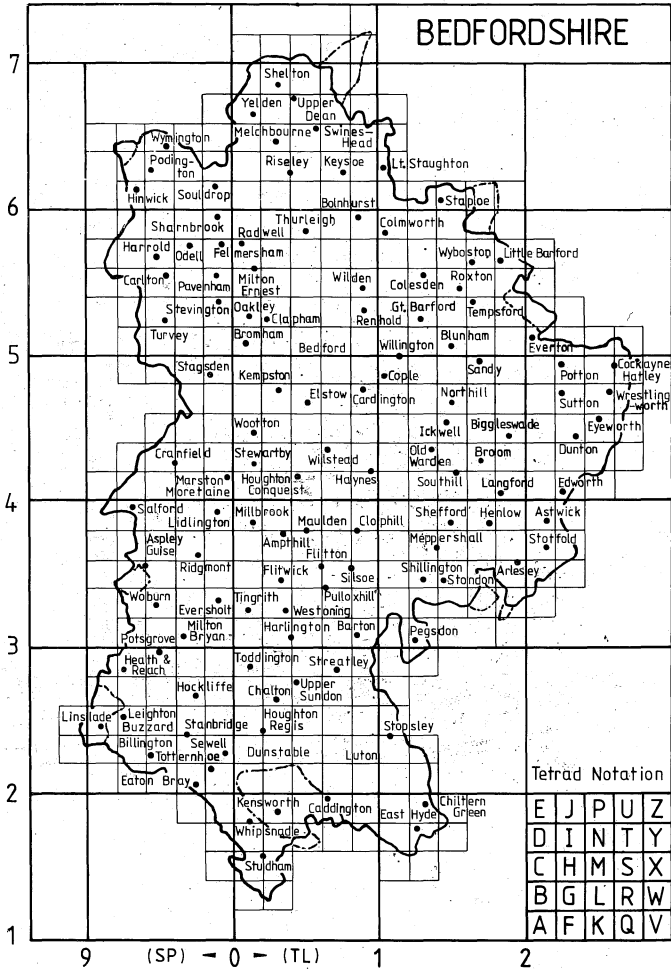 BEDFORDSHIRE
7
Shelton
Yelden
Upper
Dean
Wymington
Melchbourne
Swines-
Head
Poding-
ton
Riseley
Keysoe
Lt. Staughton
Hinwick
Souldrop
Bolnhurst
Staploe
6
Sharnbrook
Thurleigh
Colmworth
Radwell
Harrold
Odell
Felmersham
Wyboston
Little Barford
Carlton
Pavenham
Milton
Ernest
Wilden
Colesden
Roxton
Stevington
Oakley
Clapham
Renhold
Gt. Barford
Tempsford
Turvey
Bromham
Bedford
Willington
Blunham
Everton
5
Stagsden
Kempston
Cople
Sandy
Potton
Cockayne
Hatley
Elstow
Cardington
Northill
Sutton
Wrestling
-worth
Wootton
Ickwell
Biggleswade
Eyeworth
Cranfield
Stewartby
Wilstead
Old
Warden
Broom
Dunton
Marston
Moretaine
Houghton
Conquest
Haynes
Southill
Langford
Edworth
4
Salford
Lidlington
Millbrook
Maulden
Clophill
Shefford
Henlow
Astwick
Aspley
Guise
Ampthill
Meppershall
Stotfold
Ridgmont
Flitton
Flitwick
Silsoe
Shillington
Stondon
Arlesey
Woburn
Eversholt
Tingrith
Pulloxhill
Westoning
Milton
Bryan
Harlington
Barton
Pegsdon
3
Potsgrove
Heath &
Reach
Toddington
Streatley
Hockliffe
Chalton
Upper
Sundon
Linslade
Leighton
Buzzard
Stanbridge
Houghton
Regis
Stopsley
Billington
Sewell
Totternhoe
Dunstable
Luton
Eaton Bray
Tetrad Notation
2
Kensworth
Caddington
East Hyde
Chiltern
Green
Whipsnade
Studham
E J P U Z
D I N T Y
C H M S X
B G L R W
A F K Q V
1
9 (SP) 0 (TL) 1 2